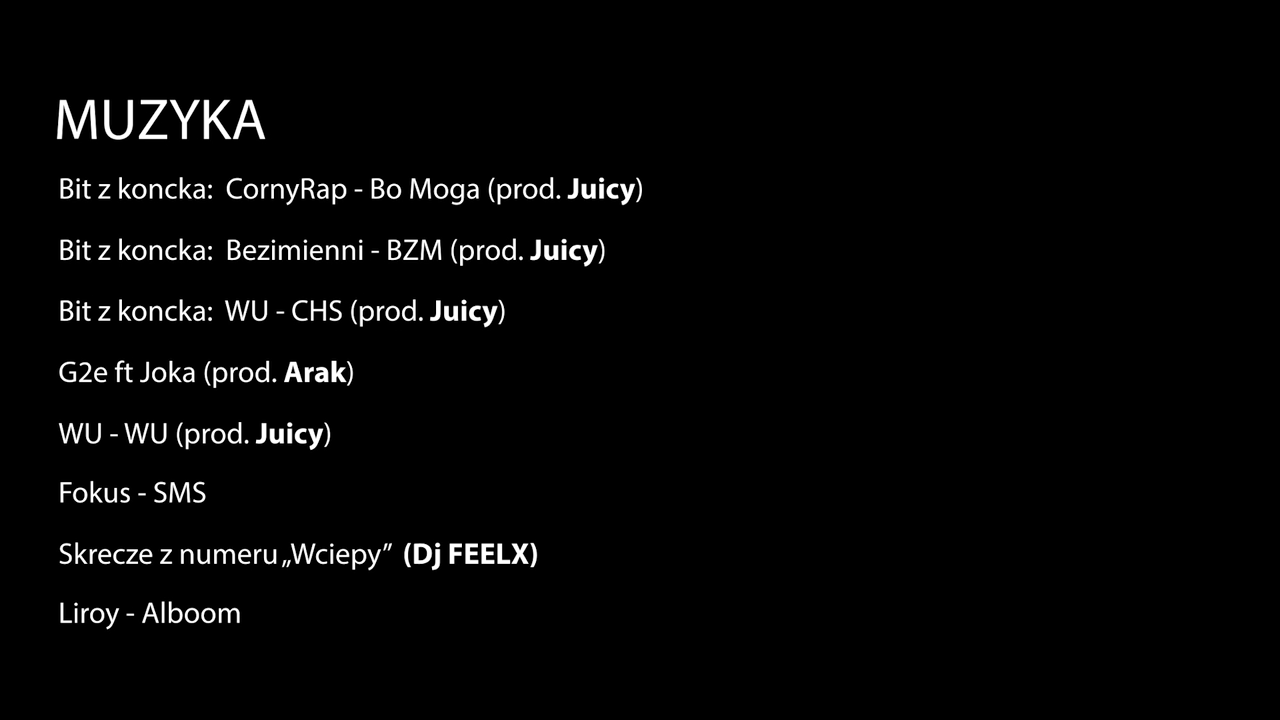 MUZYKA
Bit z koncka: CornyRap - Bo Moga (prod. Juicy)
Bit z koncka: Bezimienni - BZM (prod. Juicy)
Bit z koncka: WU - CHS (prod. Juicy)
G2e ft Joka (prod. Arak)
WU - WU (prod. Juicy)
Fokus - SMS
Skrecze z numeru „Wciepy” (Dj FEELX)
Liroy - Alboom